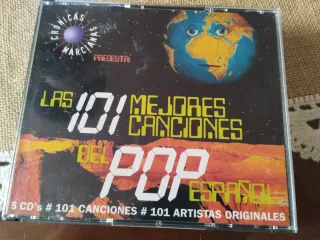 CRÓNICAS MARCIANAS
PRESENTA:
LAS 101 MEJORES
CANCIONES
DEL POP
ESPAÑOL
5 CD's # 101 CANCIONES # 101 ARTISTAS ORIGINALES